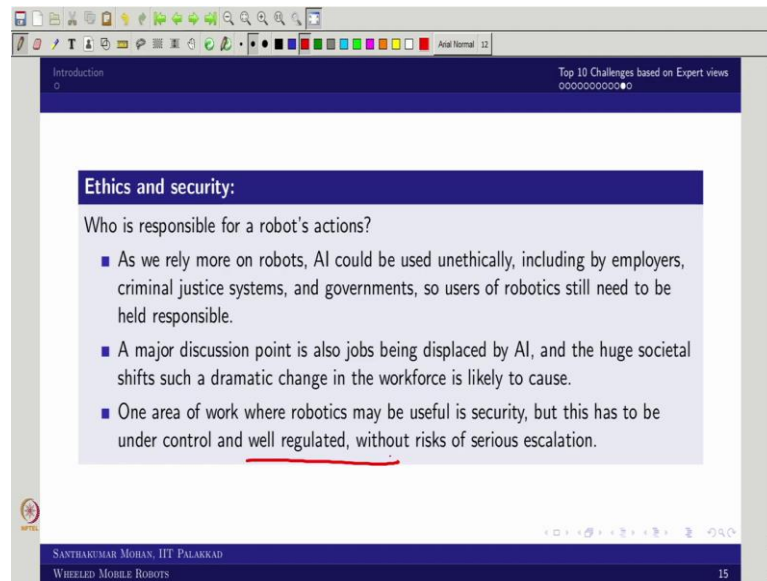 T
Arial Normal 12
Introduction
Top 10 Challenges based on Expert views
Ethics and security:
Who is responsible for a robot's actions?
As we rely more on robots, AI could be used unethically, including by employers,
criminal justice systems, and governments, so users of robotics still need to be
held responsible.
A major discussion point is also jobs being displaced by AI, and the huge societal
shifts such a dramatic change in the workforce is likely to cause.
One area of work where robotics may be useful is security, but this has to be
under control and well regulated, without risks of serious escalation.
NPTEL
SANTHAKUMAR MOHAN, IIT PALAKKAD
WHEELED MOBILE ROBOTS
15